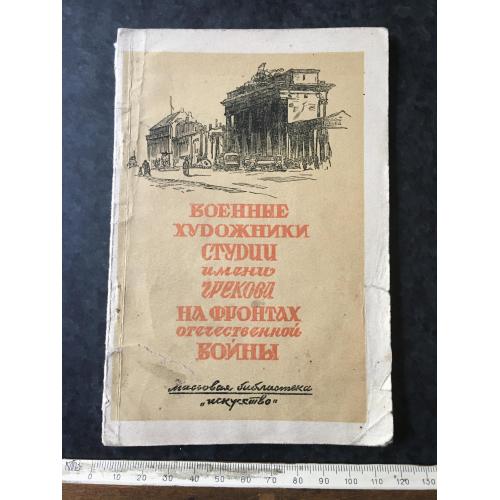 ВОЕННЫЕ
ХУДОЖНИКИ
СТУДИИ
имени
ГРЕКОВА
НА ФРОНТАХ
отечественной
ВОЙНЫ
Массовая библиотека
„искусство"
0 10 20 30 40 50 60 70 80 90 100 110 120 130